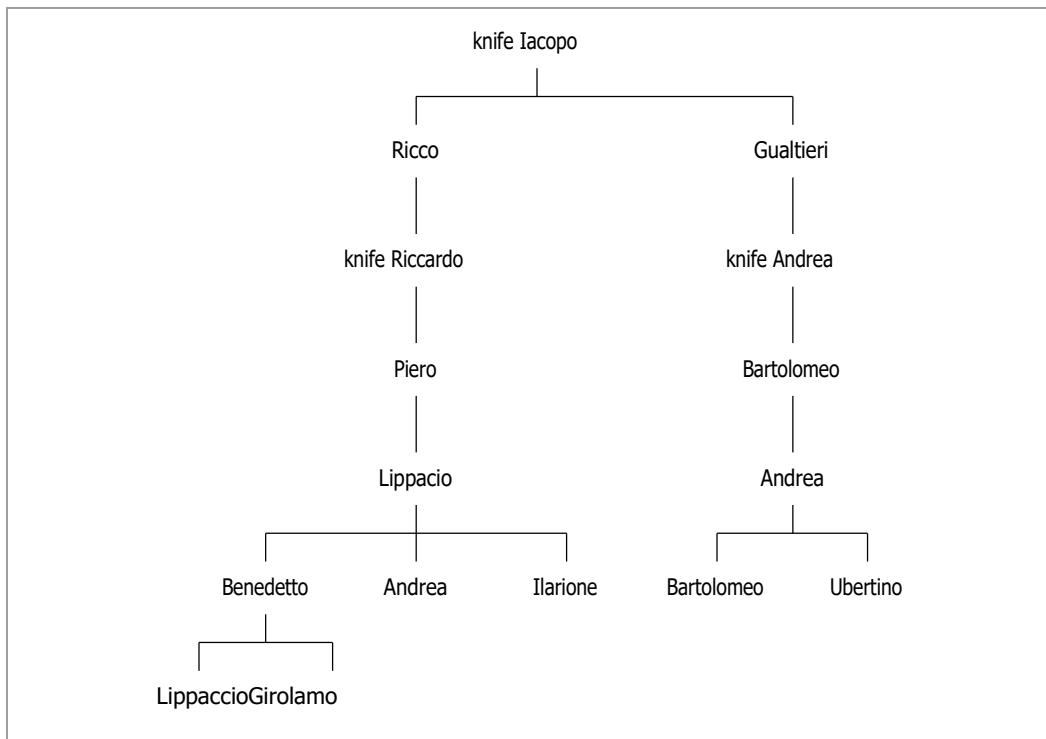 knife Iacopo
Ricco Gualtieri
knife Riccardo knife Andrea
Piero Bartolomeo
Lippacio Andrea
Benedetto Andrea Ilarione Bartolomeo Ubertino
LippaccioGirolamo